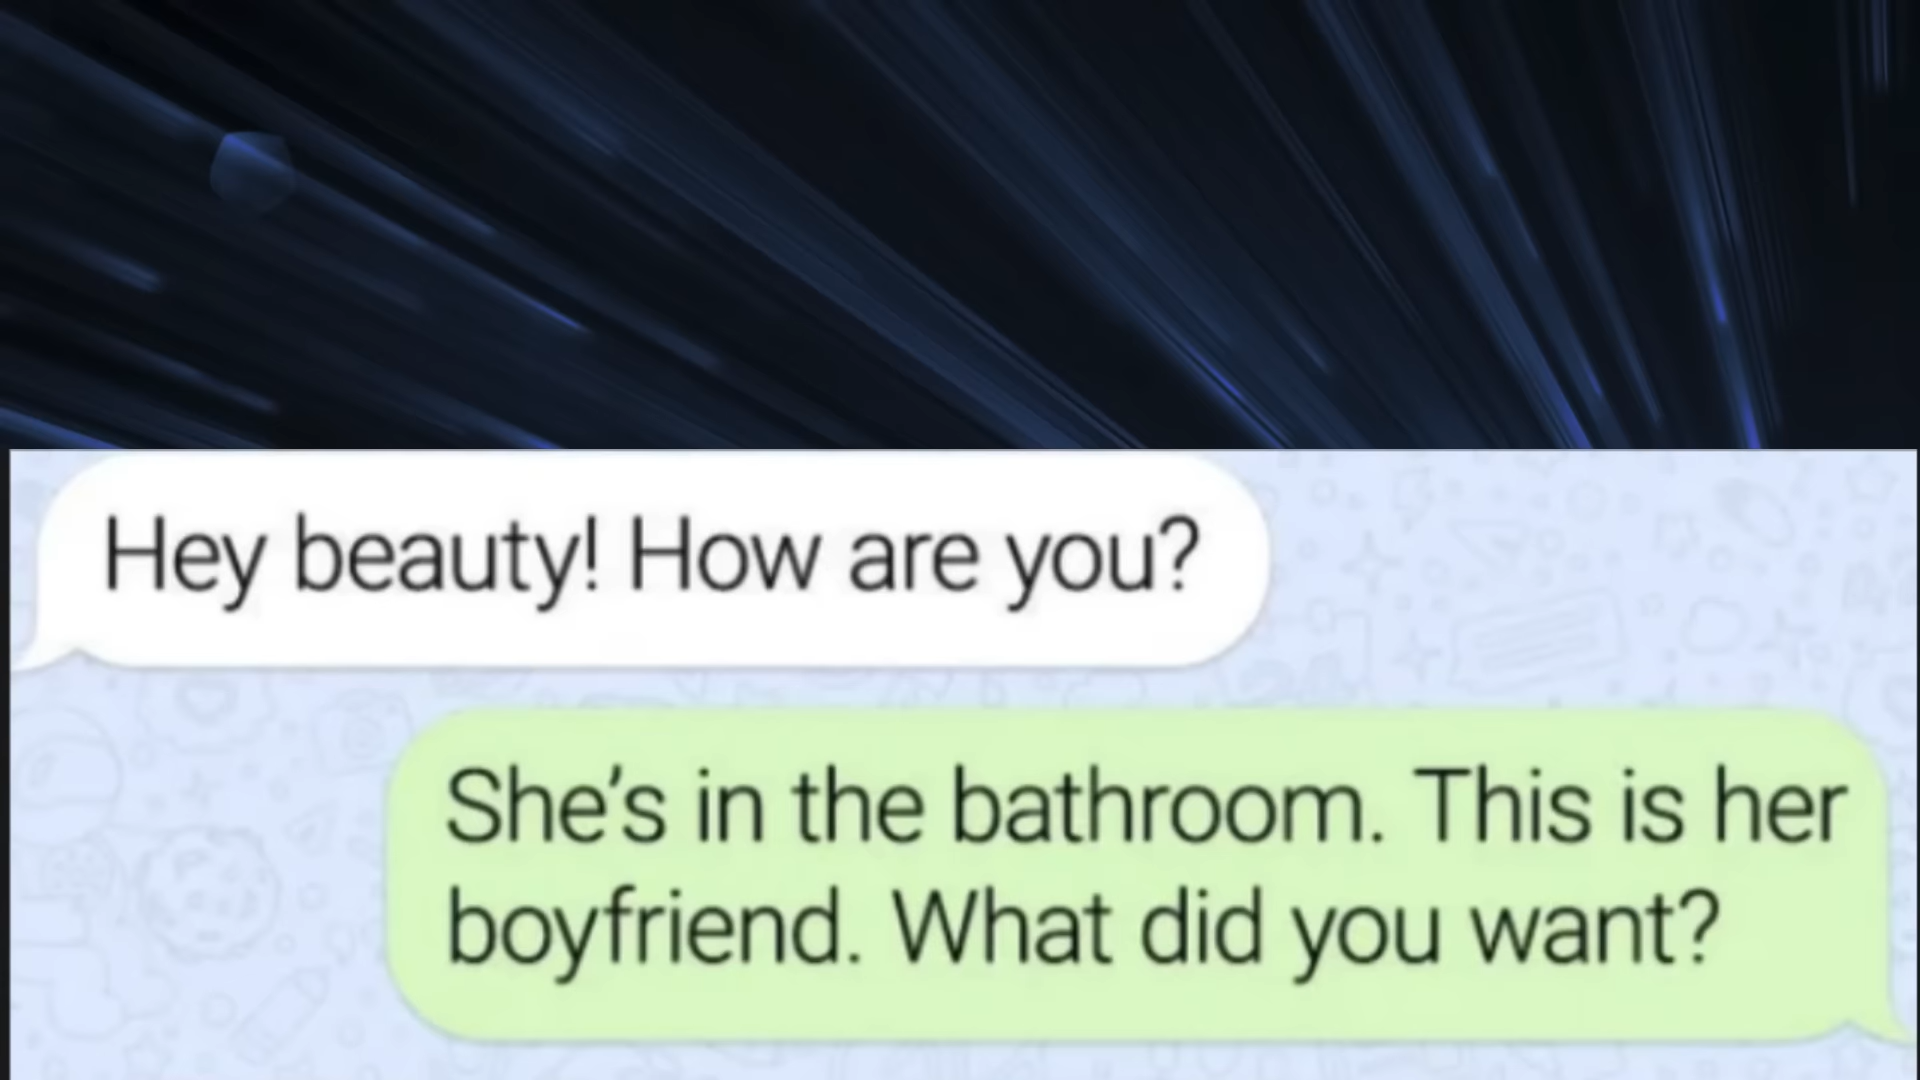 Hey beauty! How are you?
She’s in the bathroom. This is her
boyfriend. What did you want?